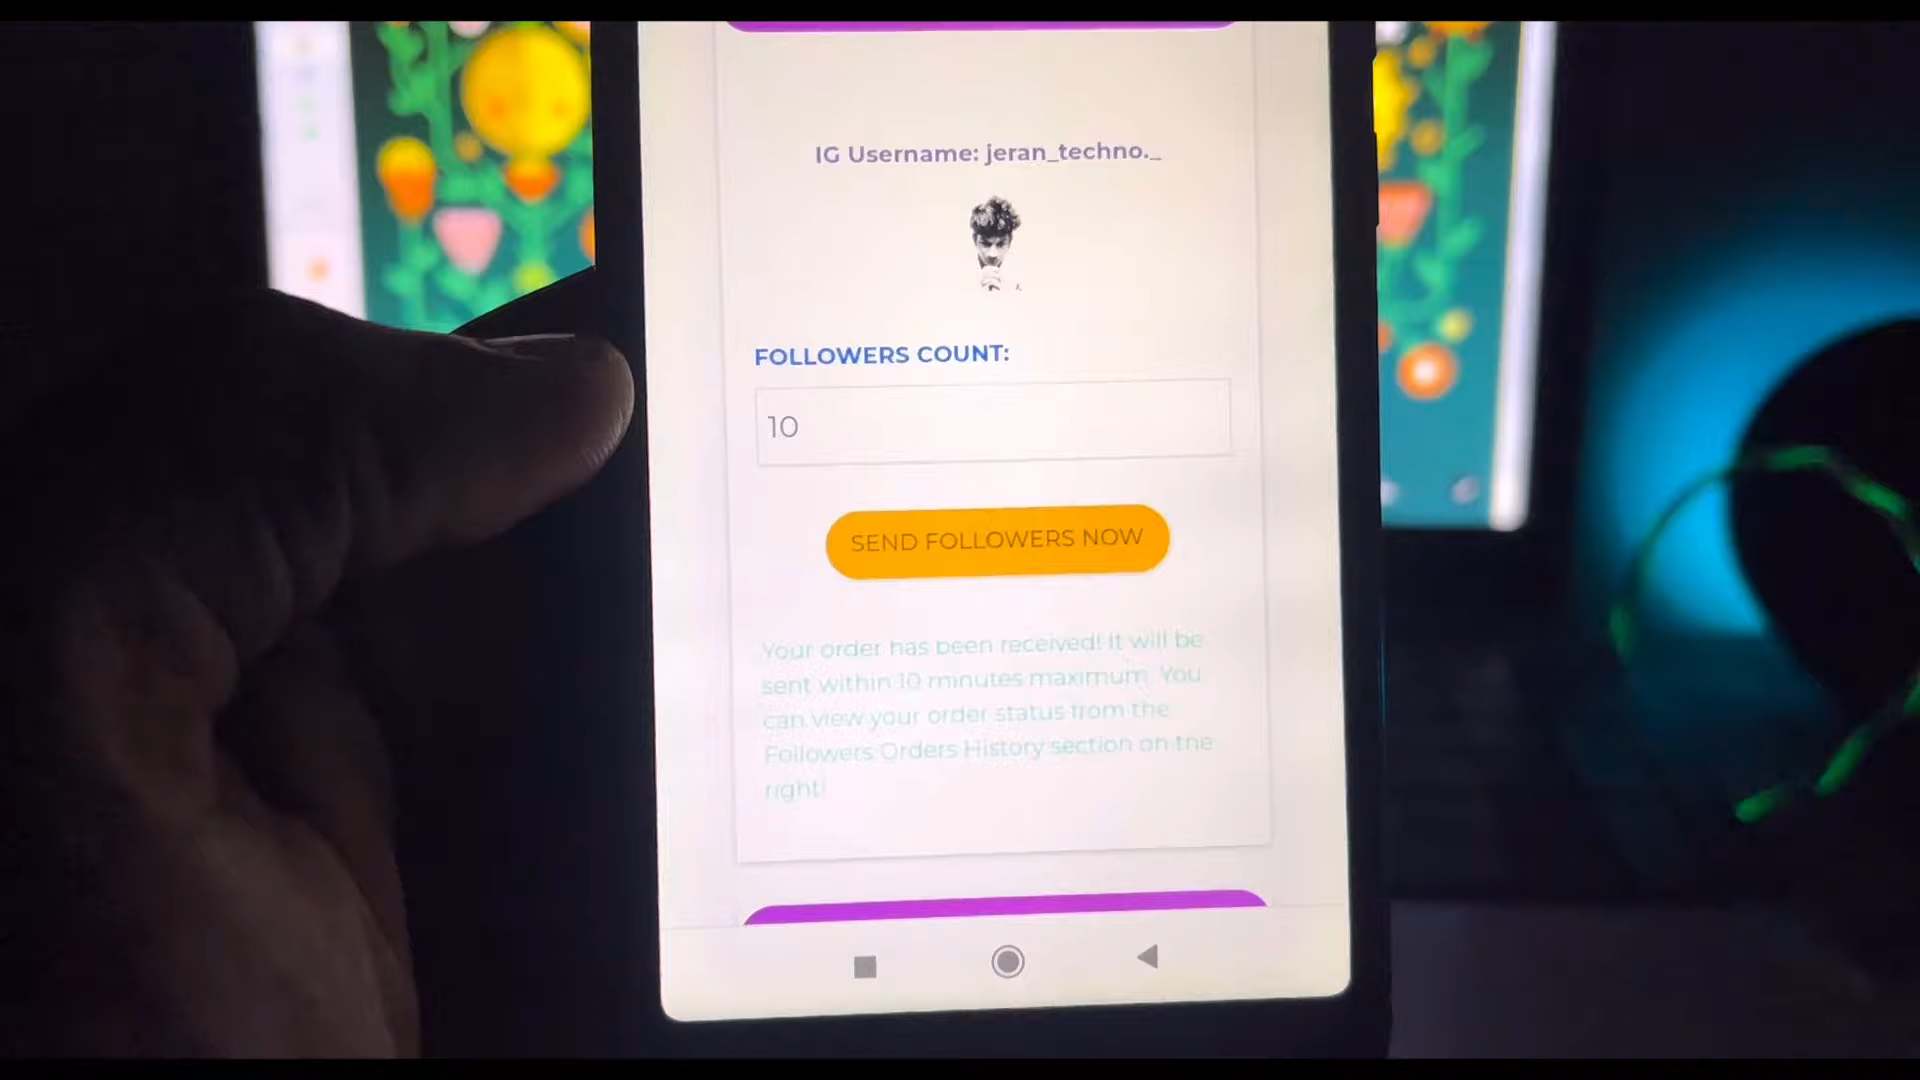 IG Username: jeran_techno._
FOLLOWERS COUNT:
10
SEND FOLLOWERS NOW
Your order has been received! It will be
sent within 10 minutes maximum. You
can view your order status from the
Followers Orders History section on the
right!